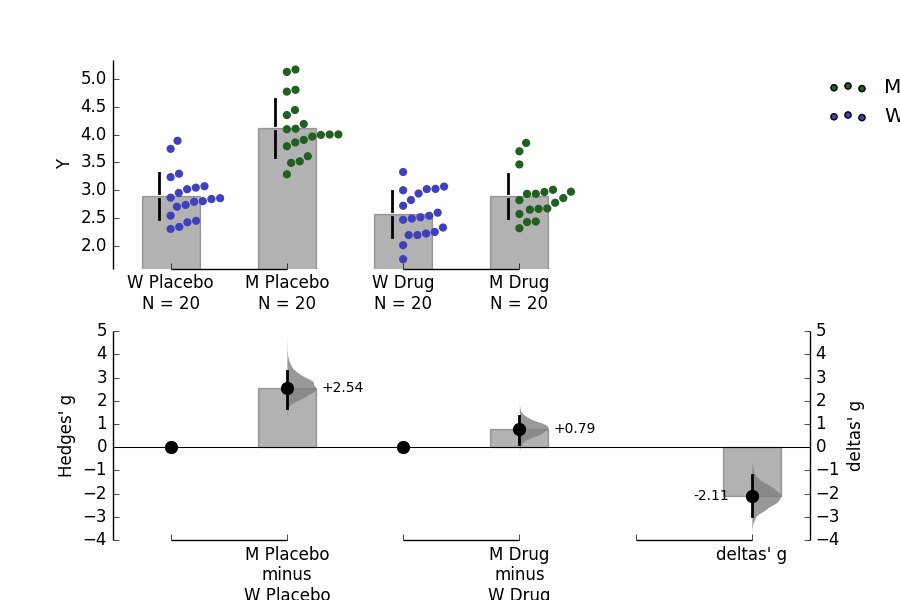 5.0
4.5
4.0
3.5
3.0
2.5
2.0
Y
M
W
W Placebo
N = 20
M Placebo
N = 20
W Drug
N = 20
M Drug
N = 20
5
4
3
2
1
0
−1
−2
−3
−4
Hedges' g
+2.54
+0.79
-2.11
5
4
3
2
1
0
−1
−2
−3
−4
deltas' g
M Placebo
minus
W Placebo
M Drug
minus
W Drug
deltas' g